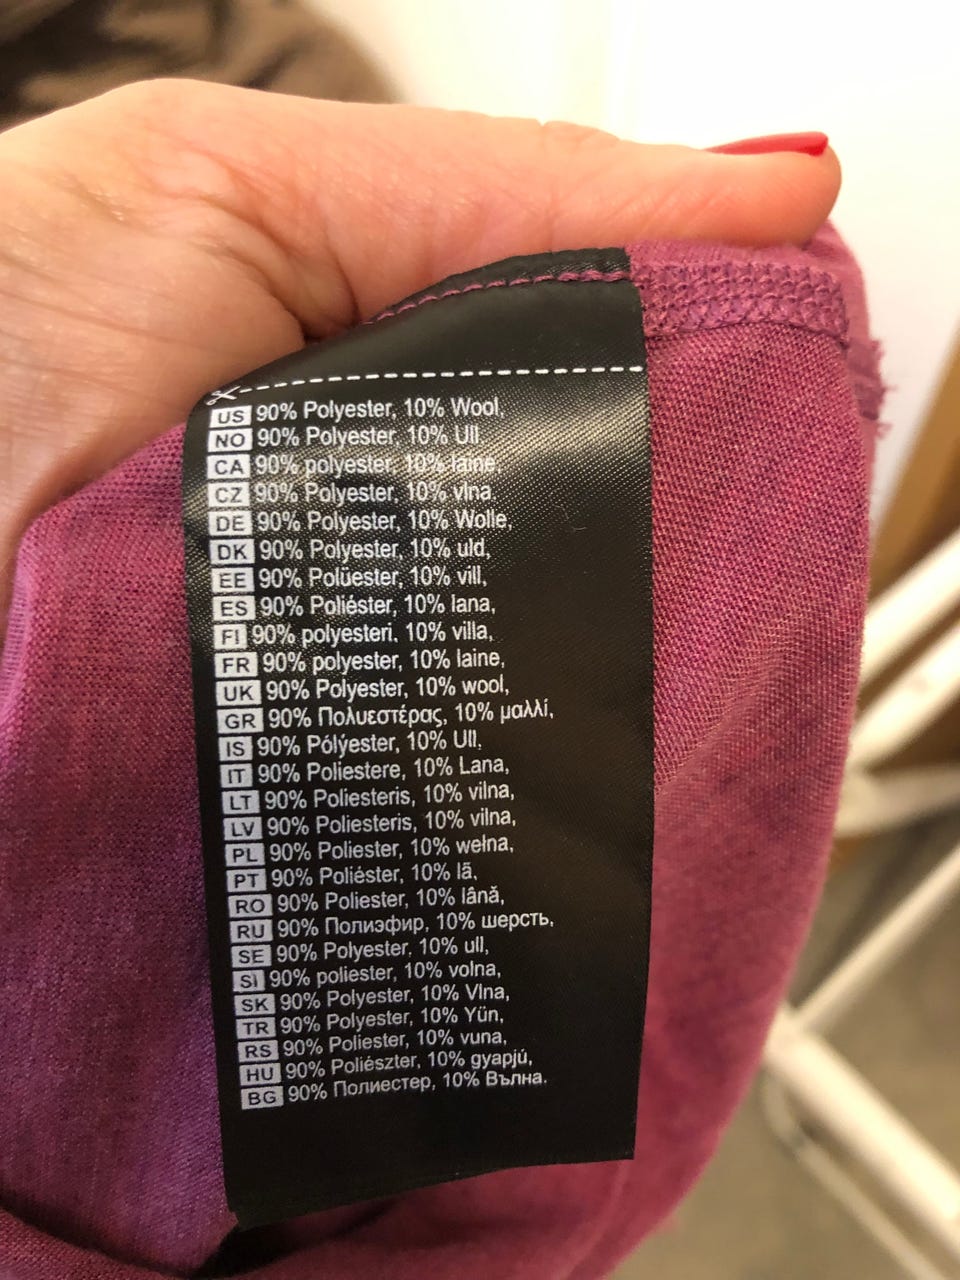 US 90% Polyester, 10% Wool,
NO 90% Polyester, 10% Ull,
CA 90% polyester, 10% laine,
CZ 90% Polyester, 10% vlna,
DE 90% Polyester, 10% Wolle,
DK 90% Polyester, 10% uld,
EE 90% Polüester, 10% vill,
ES 90% Poliéster, 10% lana,
FI 90% polyesteri, 10% villa,
FR 90% polyester, 10% laine,
UK 90% Polyester, 10% wool,
GR 90% Πολυεστέρας, 10% μαλλί,
IS 90% Pólýester, 10% Ull,
IT 90% Poliestere, 10% Lana,
LT 90% Poliesteris, 10% vilna,
LV 90% Poliesteris, 10% vilna,
PL 90% Poliester, 10% wełna,
PT 90% Poliéster, 10% lã,
RO 90% Poliester, 10% lână,
RU 90% Полиэфир, 10% шерсть,
SE 90% Polyester, 10% ull,
SI 90% poliester, 10% volna,
SK 90% Polyester, 10% Vlna,
TR 90% Polyester, 10% Yün,
RS 90% Poliester, 10% vuna,
HU 90% Poliészter, 10% gyapjú,
BG 90% Полиестер, 10% Вълна.